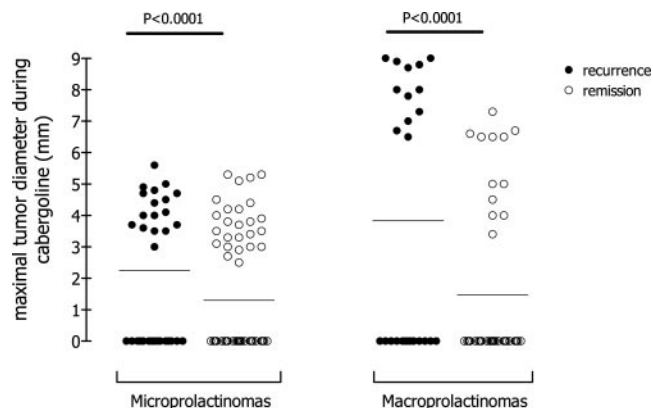 P<0.0001
P<0.0001
maximal tumor diameter during
cabergoline (mm)
9
8
7
6
5
4
3
2
1
0
recurrence
remission
Microprolactinomas
Macroprolactinomas